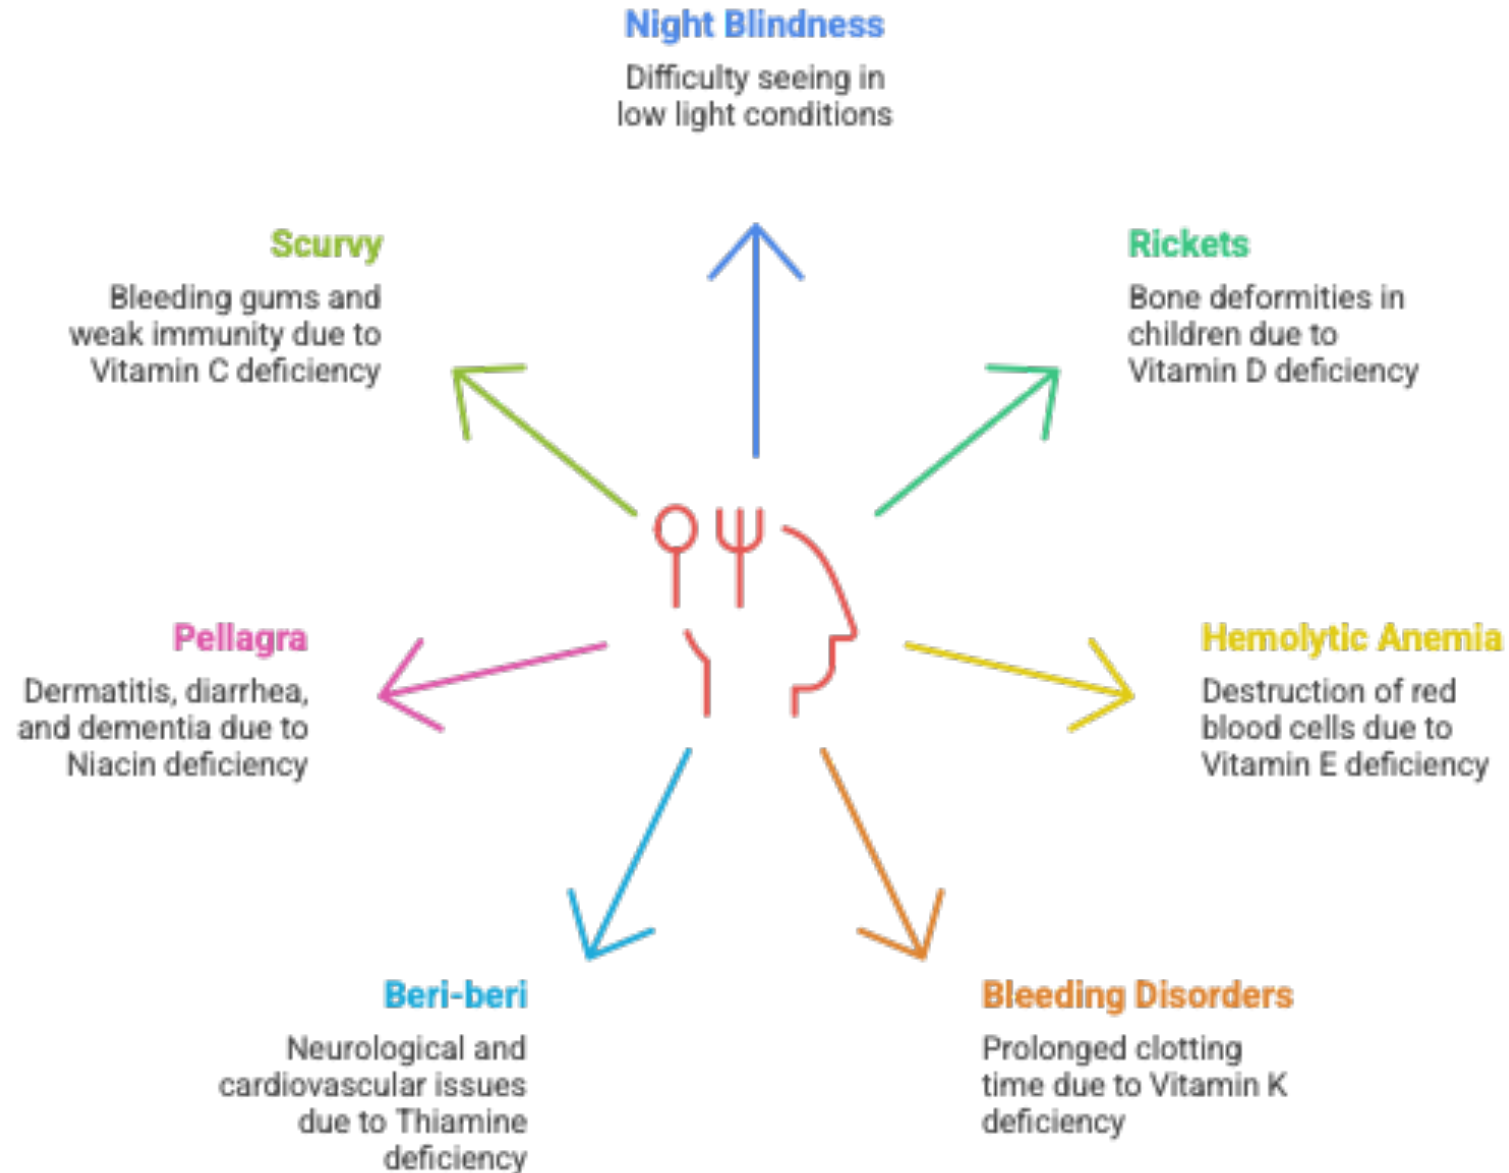 Night Blindness
Difficulty seeing in
low light conditions
Scurvy
Bleeding gums and
weak immunity due to
Vitamin C deficiency
Rickets
Bone deformities in
children due to
Vitamin D deficiency
Pellagra
Dermatitis, diarrhea,
and dementia due to
Niacin deficiency
Hemolytic Anemia
Destruction of red
blood cells due to
Vitamin E deficiency
Beri-beri
Neurological and
cardiovascular issues
due to Thiamine
deficiency
Bleeding Disorders
Prolonged clotting
time due to Vitamin K
deficiency